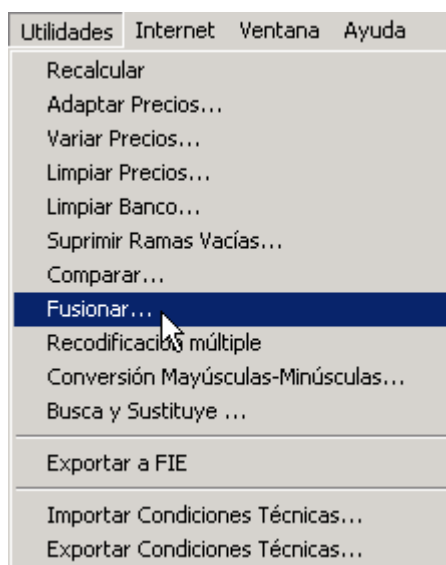 Utilidades Internet Ventana Ayuda
Recalcular
Adaptar Precios...
Variar Precios...
Limpiar Precios...
Limpiar Banco...
Suprimir Ramas Vacías...
Comparar...
Fusionar...
Recodificación múltiple
Conversión Mayúsculas-Minúsculas...
Busca y Sustituye ...
Exportar a FIE
Importar Condiciones Técnicas...
Exportar Condiciones Técnicas...